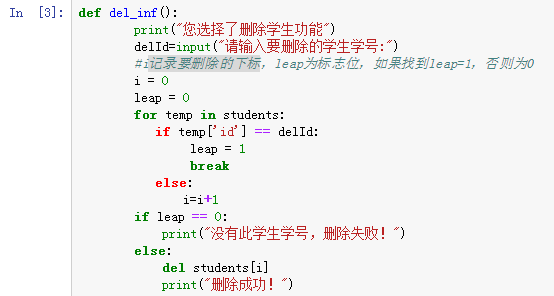 In [3]: def del_inf():
print("您选择了删除学生功能")
delId=input("请输入要删除的学生学号:")
#i记录要删除的下标，leap为标志位，如果找到leap=1，否则为0
i = 0
leap = 0
for temp in students:
if temp['id'] == delId:
leap = 1
break
else:
i=i+1
if leap == 0:
print("没有此学生学号，删除失败！")
else:
del students[i]
print("删除成功！")